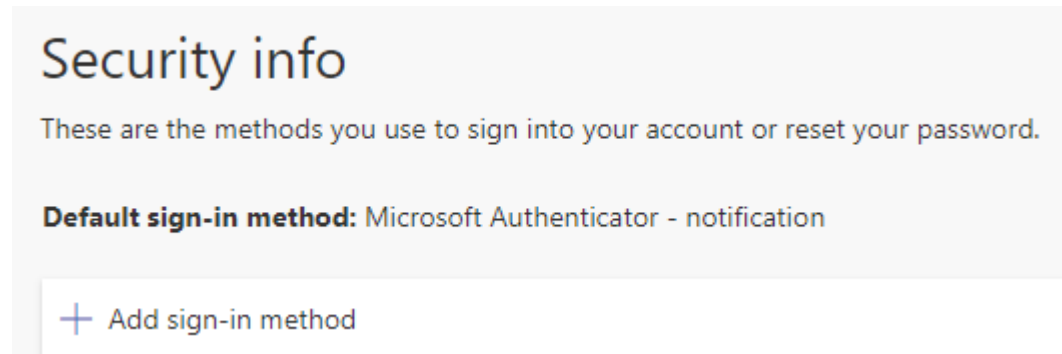 Security info
These are the methods you use to sign into your account or reset your password.
Default sign-in method: Microsoft Authenticator - notification
+ Add sign-in method